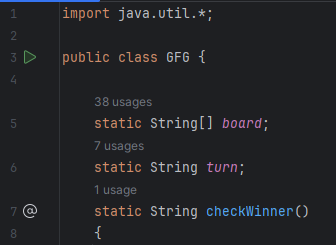 1 import java.util.*;
2
3 public class GFG {
4
38 usages
5 static String[] board;
7 usages
6 static String turn;
1 usage
7 @ static String checkWinner()
8 {